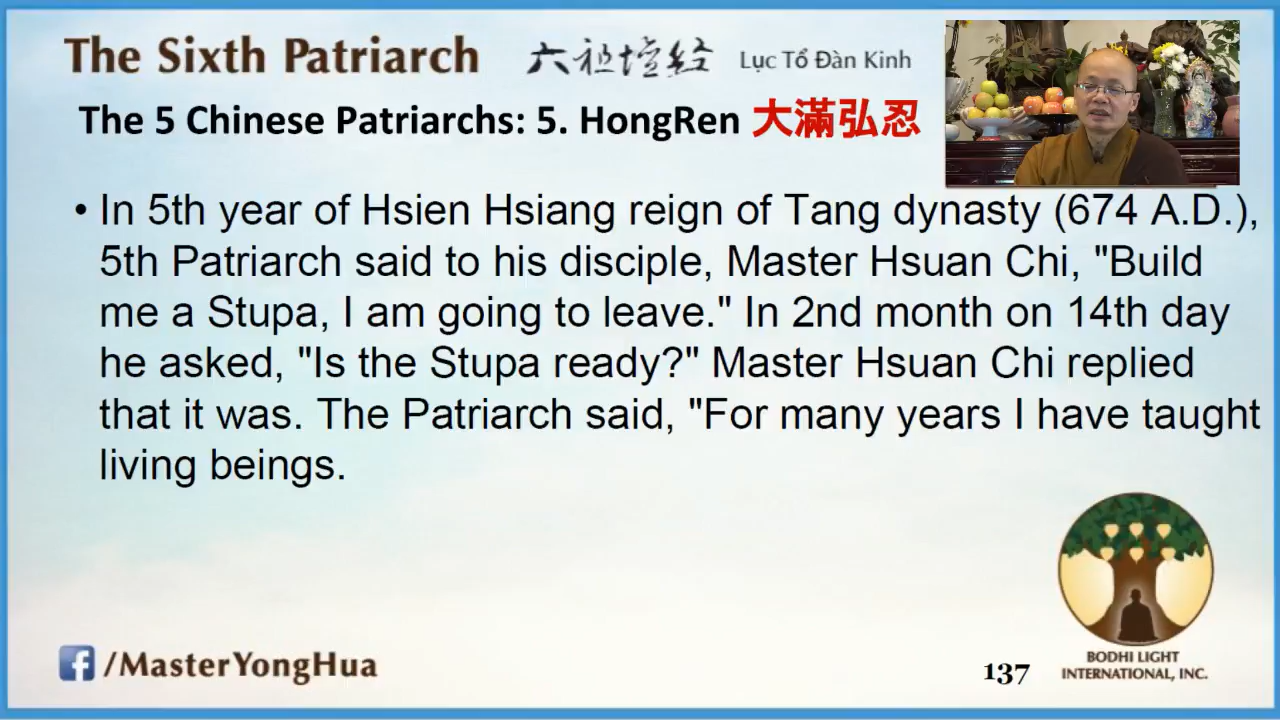 The Sixth Patriarch 六祖壇经 Lục Tổ Đàn Kinh
The 5 Chinese Patriarchs: 5. HongRen 大滿弘忍
• In 5th year of Hsien Hsiang reign of Tang dynasty (674 A.D.),
5th Patriarch said to his disciple, Master Hsuan Chi, "Build
me a Stupa, I am going to leave." In 2nd month on 14th day
he asked, "Is the Stupa ready?" Master Hsuan Chi replied
that it was. The Patriarch said, "For many years I have taught
living beings.
f /MasterYongHua
137
BODHI LIGHT
INTERNATIONAL, INC.